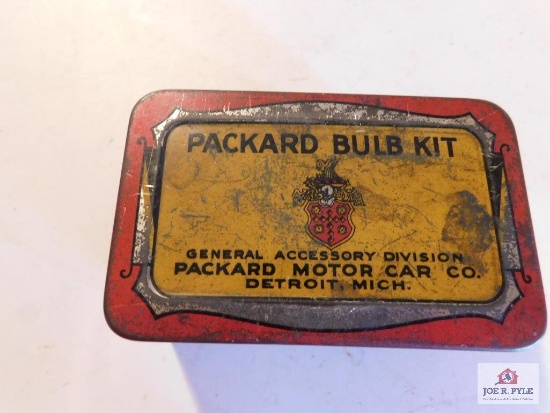 PACKARD BULB KIT
GENERAL ACCESSORY DIVISION
PACKARD MOTOR CAR CO.
DETROIT, MICH.
JOE R. PYLE